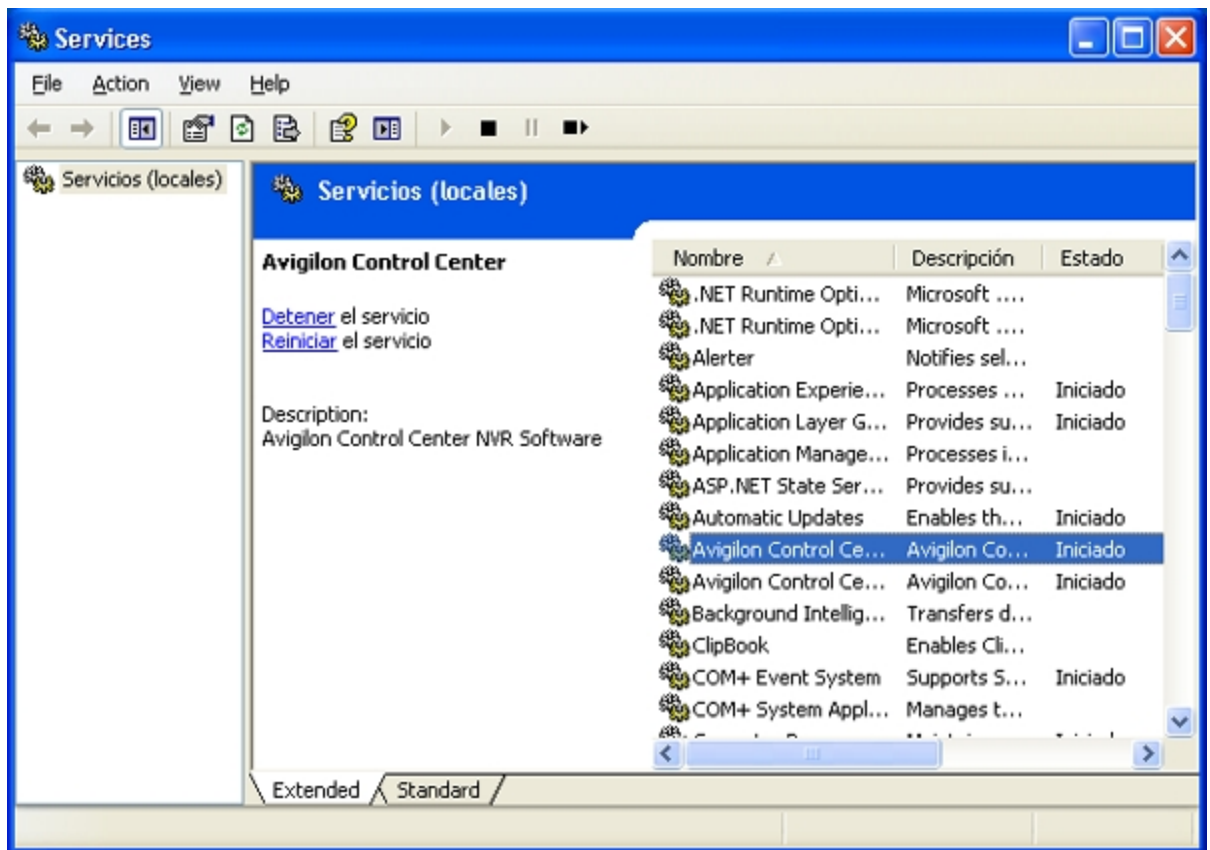 Services
File Action View Help
Servicios (locales)
Servicios (locales)
Avigilon Control Center
Detener el servicio
Reiniciar el servicio
Description:
Avigilon Control Center NVR Software
Nombre Descripción Estado
.NET Runtime Opti... Microsoft ....
.NET Runtime Opti... Microsoft ....
Alerter Notifies sel...
Application Experie... Processes ... Iniciado
Application Layer G... Provides su... Iniciado
Application Manage... Processes i...
ASP.NET State Ser... Provides su...
Automatic Updates Enables th... Iniciado
Avigilon Control Ce... Avigilon Co... Iniciado
Avigilon Control Ce... Avigilon Co... Iniciado
Background Intellig... Transfers d...
ClipBook Enables Cli...
COM+ Event System Supports S... Iniciado
COM+ System Appl... Manages t...
Extended Standard